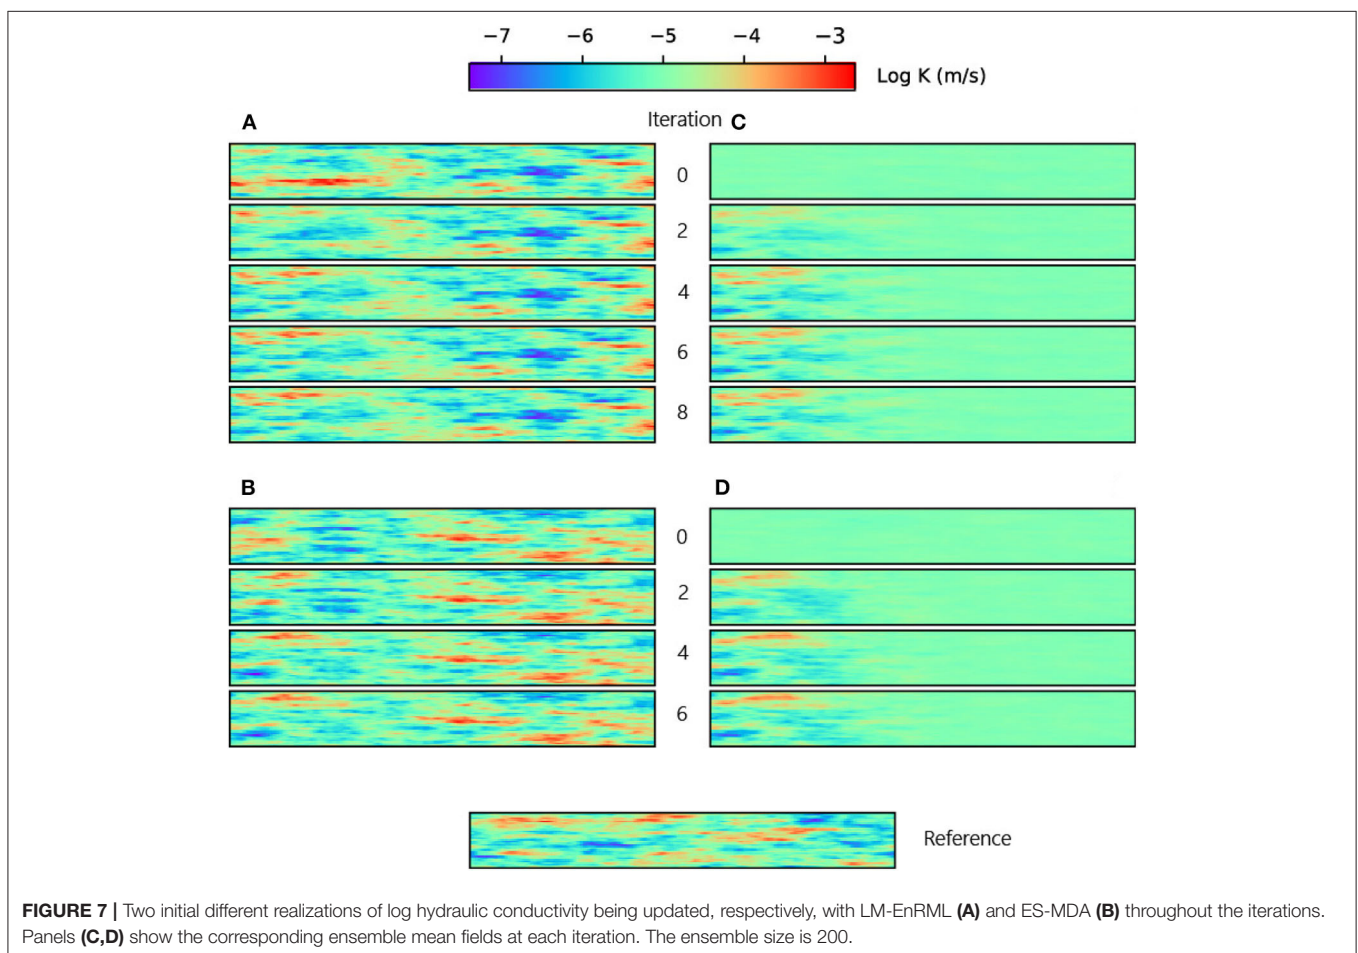 −7 −6 −5 −4 −3
Log K (m/s)
A Iteration C
0
2
4
6
8
B D
0
2
4
6
Reference
FIGURE 7 | Two initial different realizations of log hydraulic conductivity being updated, respectively, with LM-EnRML (A) and ES-MDA (B) throughout the iterations.
Panels (C,D) show the corresponding ensemble mean fields at each iteration. The ensemble size is 200.